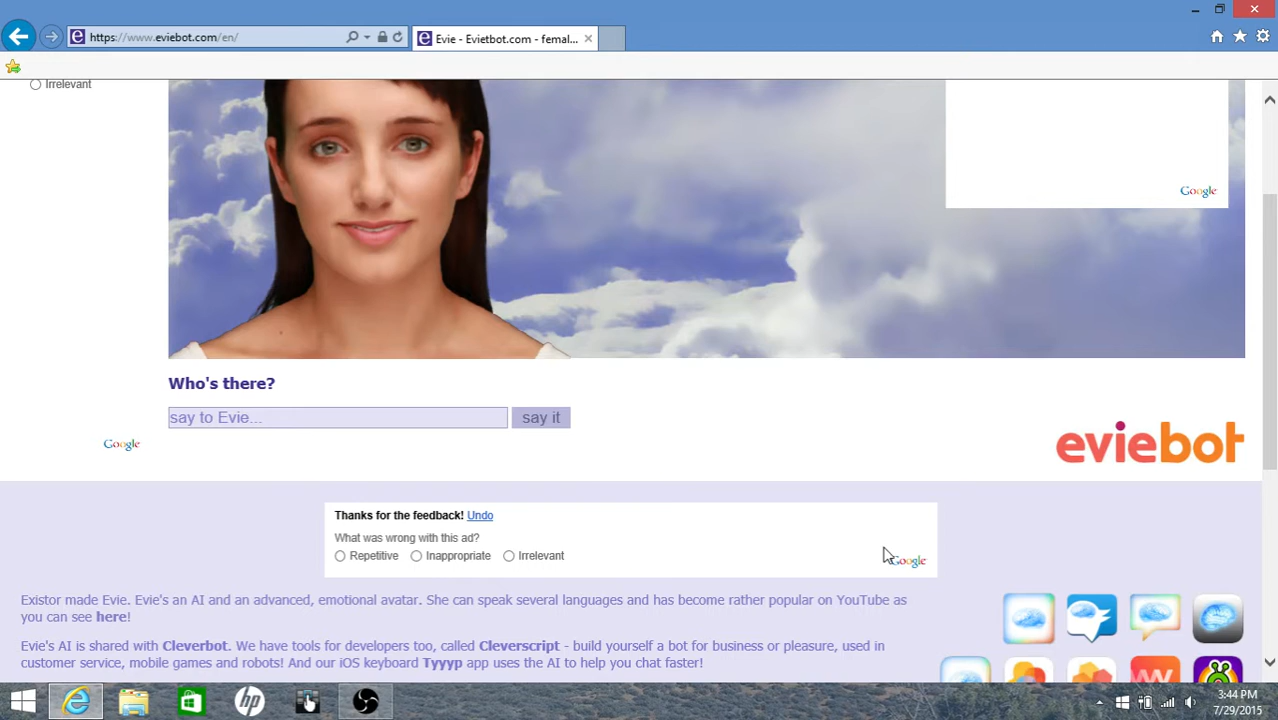 https://www.eviebot.com/en/
Evie - Evietbot.com - femal...
Irrelevant
Google
Who's there?
say to Evie...
say it
Google
eviebot
Thanks for the feedback! Undo
What was wrong with this ad?
Repetitive Inappropriate Irrelevant
Google
Existor made Evie. Evie's an AI and an advanced, emotional avatar. She can speak several languages and has become rather popular on YouTube as
you can see here!
Evie's AI is shared with Cleverbot. We have tools for developers too, called Cleverscript - build yourself a bot for business or pleasure, used in
customer service, mobile games and robots! And our iOS keyboard Tyyyp app uses the AI to help you chat faster!
hp
3:44 PM
7/29/2015